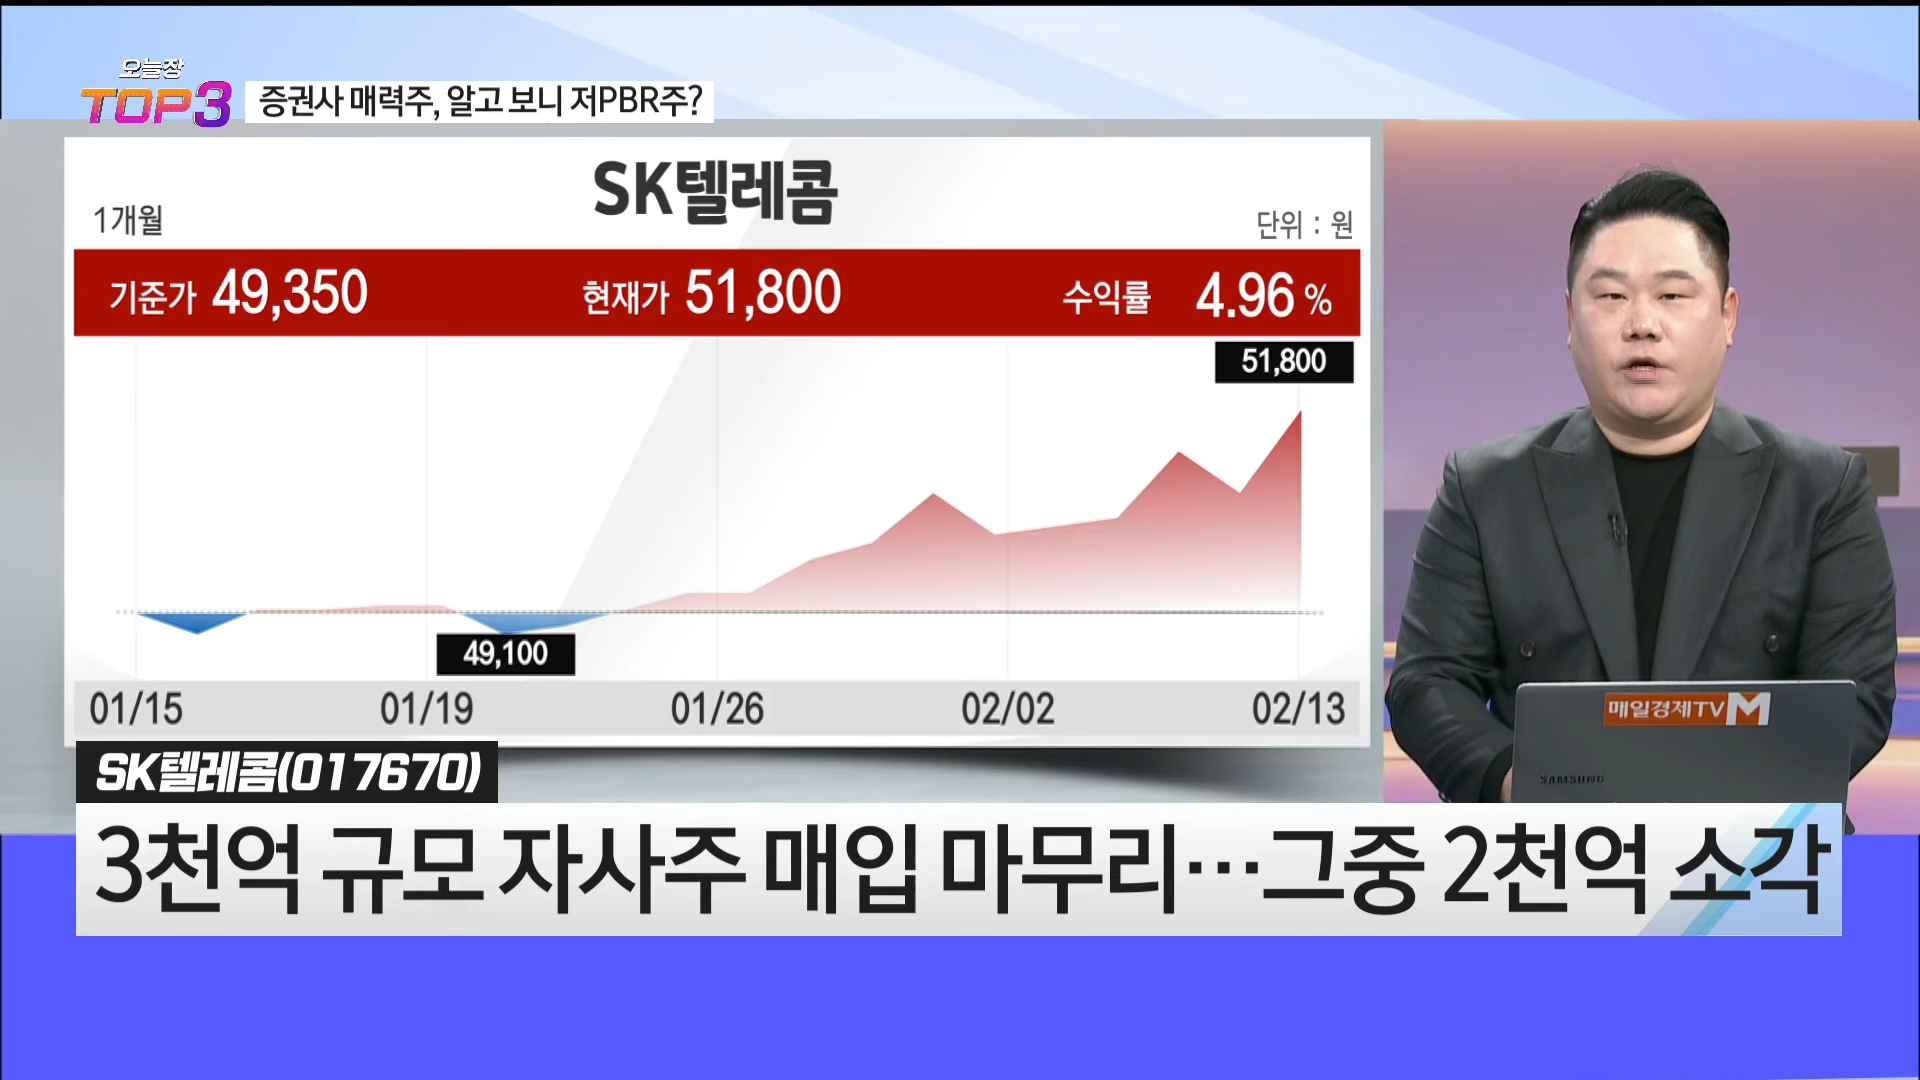 오늘장
TOP3
증권사 매력주, 알고 보니 저PBR주?
SK텔레콤
1개월
단위 : 원
기준가 49,350 현재가 51,800 수익률 4.96 %
51,800
49,100
01/15 01/19 01/26 02/02 02/13
매일경제TV M
SAMSUNG
SK텔레콤(017670)
3천억 규모 자사주 매입 마무리…그중 2천억 소각